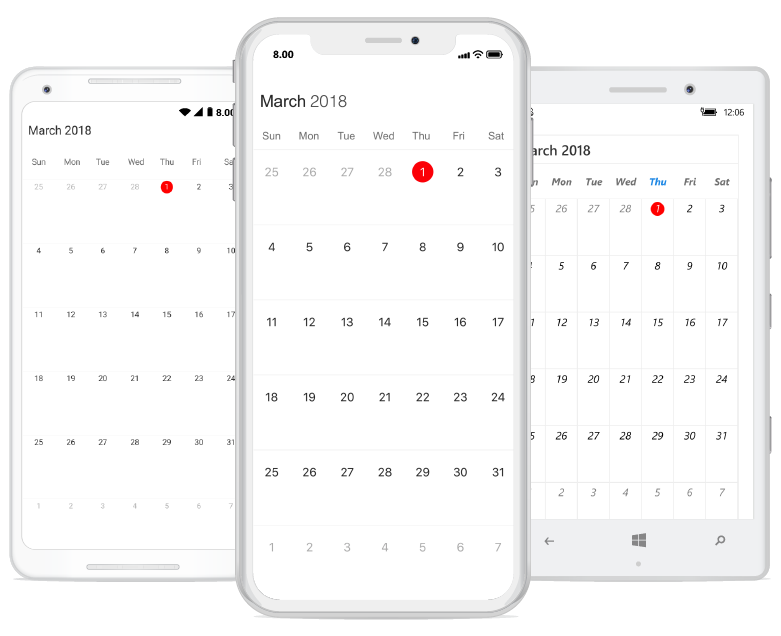 8.00
March 2018
Sun Mon Tue Wed Thu Fri Sa
25 26 27 28 1 2 3
4 5 6 7 8 9 10
11 12 13 14 15 16 17
18 19 20 21 22 23 24
25 26 27 28 29 30 31
1 2 3 4 5 6 7
8.00
March 2018
Sun Mon Tue Wed Thu Fri Sat
25 26 27 28 1 2 3
4 5 6 7 8 9 10
11 12 13 14 15 16 17
18 19 20 21 22 23 24
25 26 27 28 29 30 31
1 2 3 4 5 6 7
12:06
arch 2018
n Mon Tue Wed Thu Fri Sat
5 26 27 28 1 2 3
5 6 7 8 9 10
1 12 13 14 15 16 17
8 19 20 21 22 23 24
5 26 27 28 29 30 31
2 3 4 5 6 7